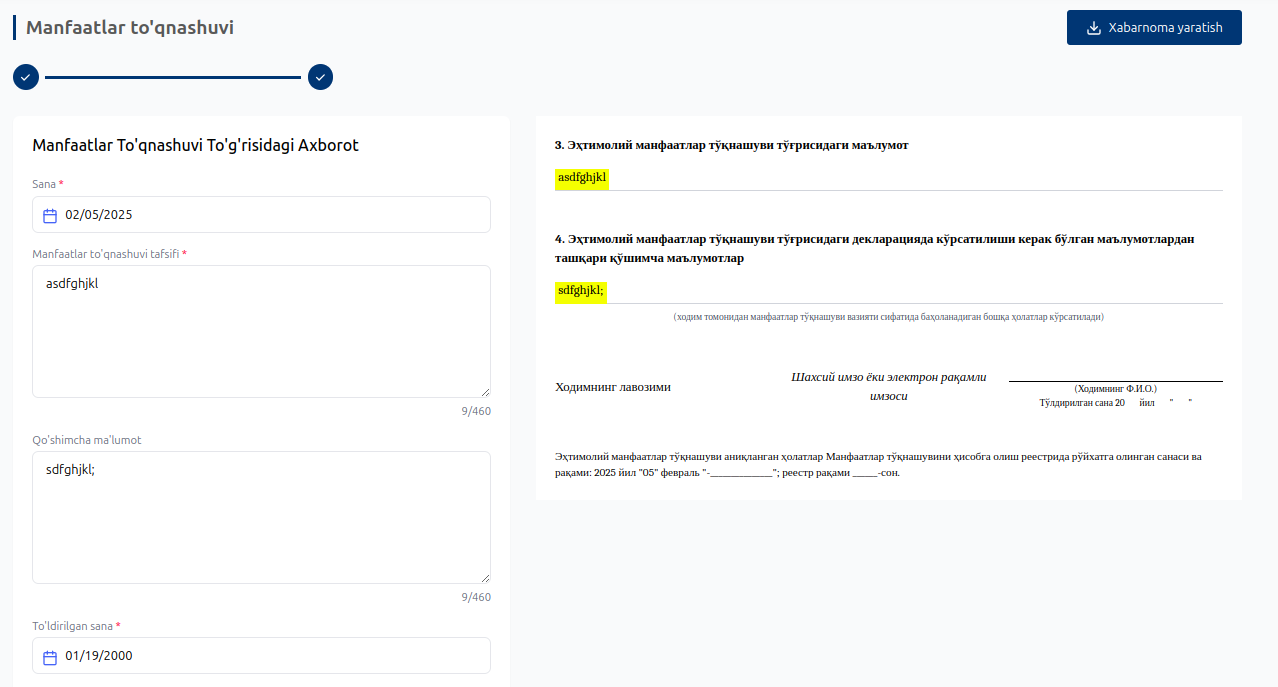 Manfaatlar to'qnashuvi
Xabarnoma yaratish
Manfaatlar To'qnashuvi To'g'risidagi Axborot
Sana *
02/05/2025
Manfaatlar to'qnashuvi tafsifi *
asdfghjkl
9/460
Qo'shimcha ma'lumot
sdfghjkl;
9/460
To'ldirilgan sana *
01/19/2000
3. Эҳтимолий манфаатлар тўқнашуви тўғрисидаги маълумот
asdfghjkl
4. Эҳтимолий манфаатлар тўқнашуви тўғрисидаги декларацияда кўрсатилиши керак бўлган маълумотлардан
ташқари қўшимча маълумотлар
sdfghjkl;
(ходим томонидан манфаатлар тўқнашуви вазияти сифатида баҳоланадиган бошқа ҳолатлар кўрсатилади)
Ходимнинг лавозими
Шахсий имзо ёки электрон рақамли
имзоси
(Ходимнинг Ф.И.О.)
Тўлдирилган сана 20 йил " "
Эҳтимолий манфаатлар тўқнашуви аниқланган ҳолатлар Манфаатлар тўқнашувини ҳисобга олиш реестрида рўйхатга олинган санаси ва
рақами: 2025 йил "05" февраль "-____________"; реестр рақами _____-сон.